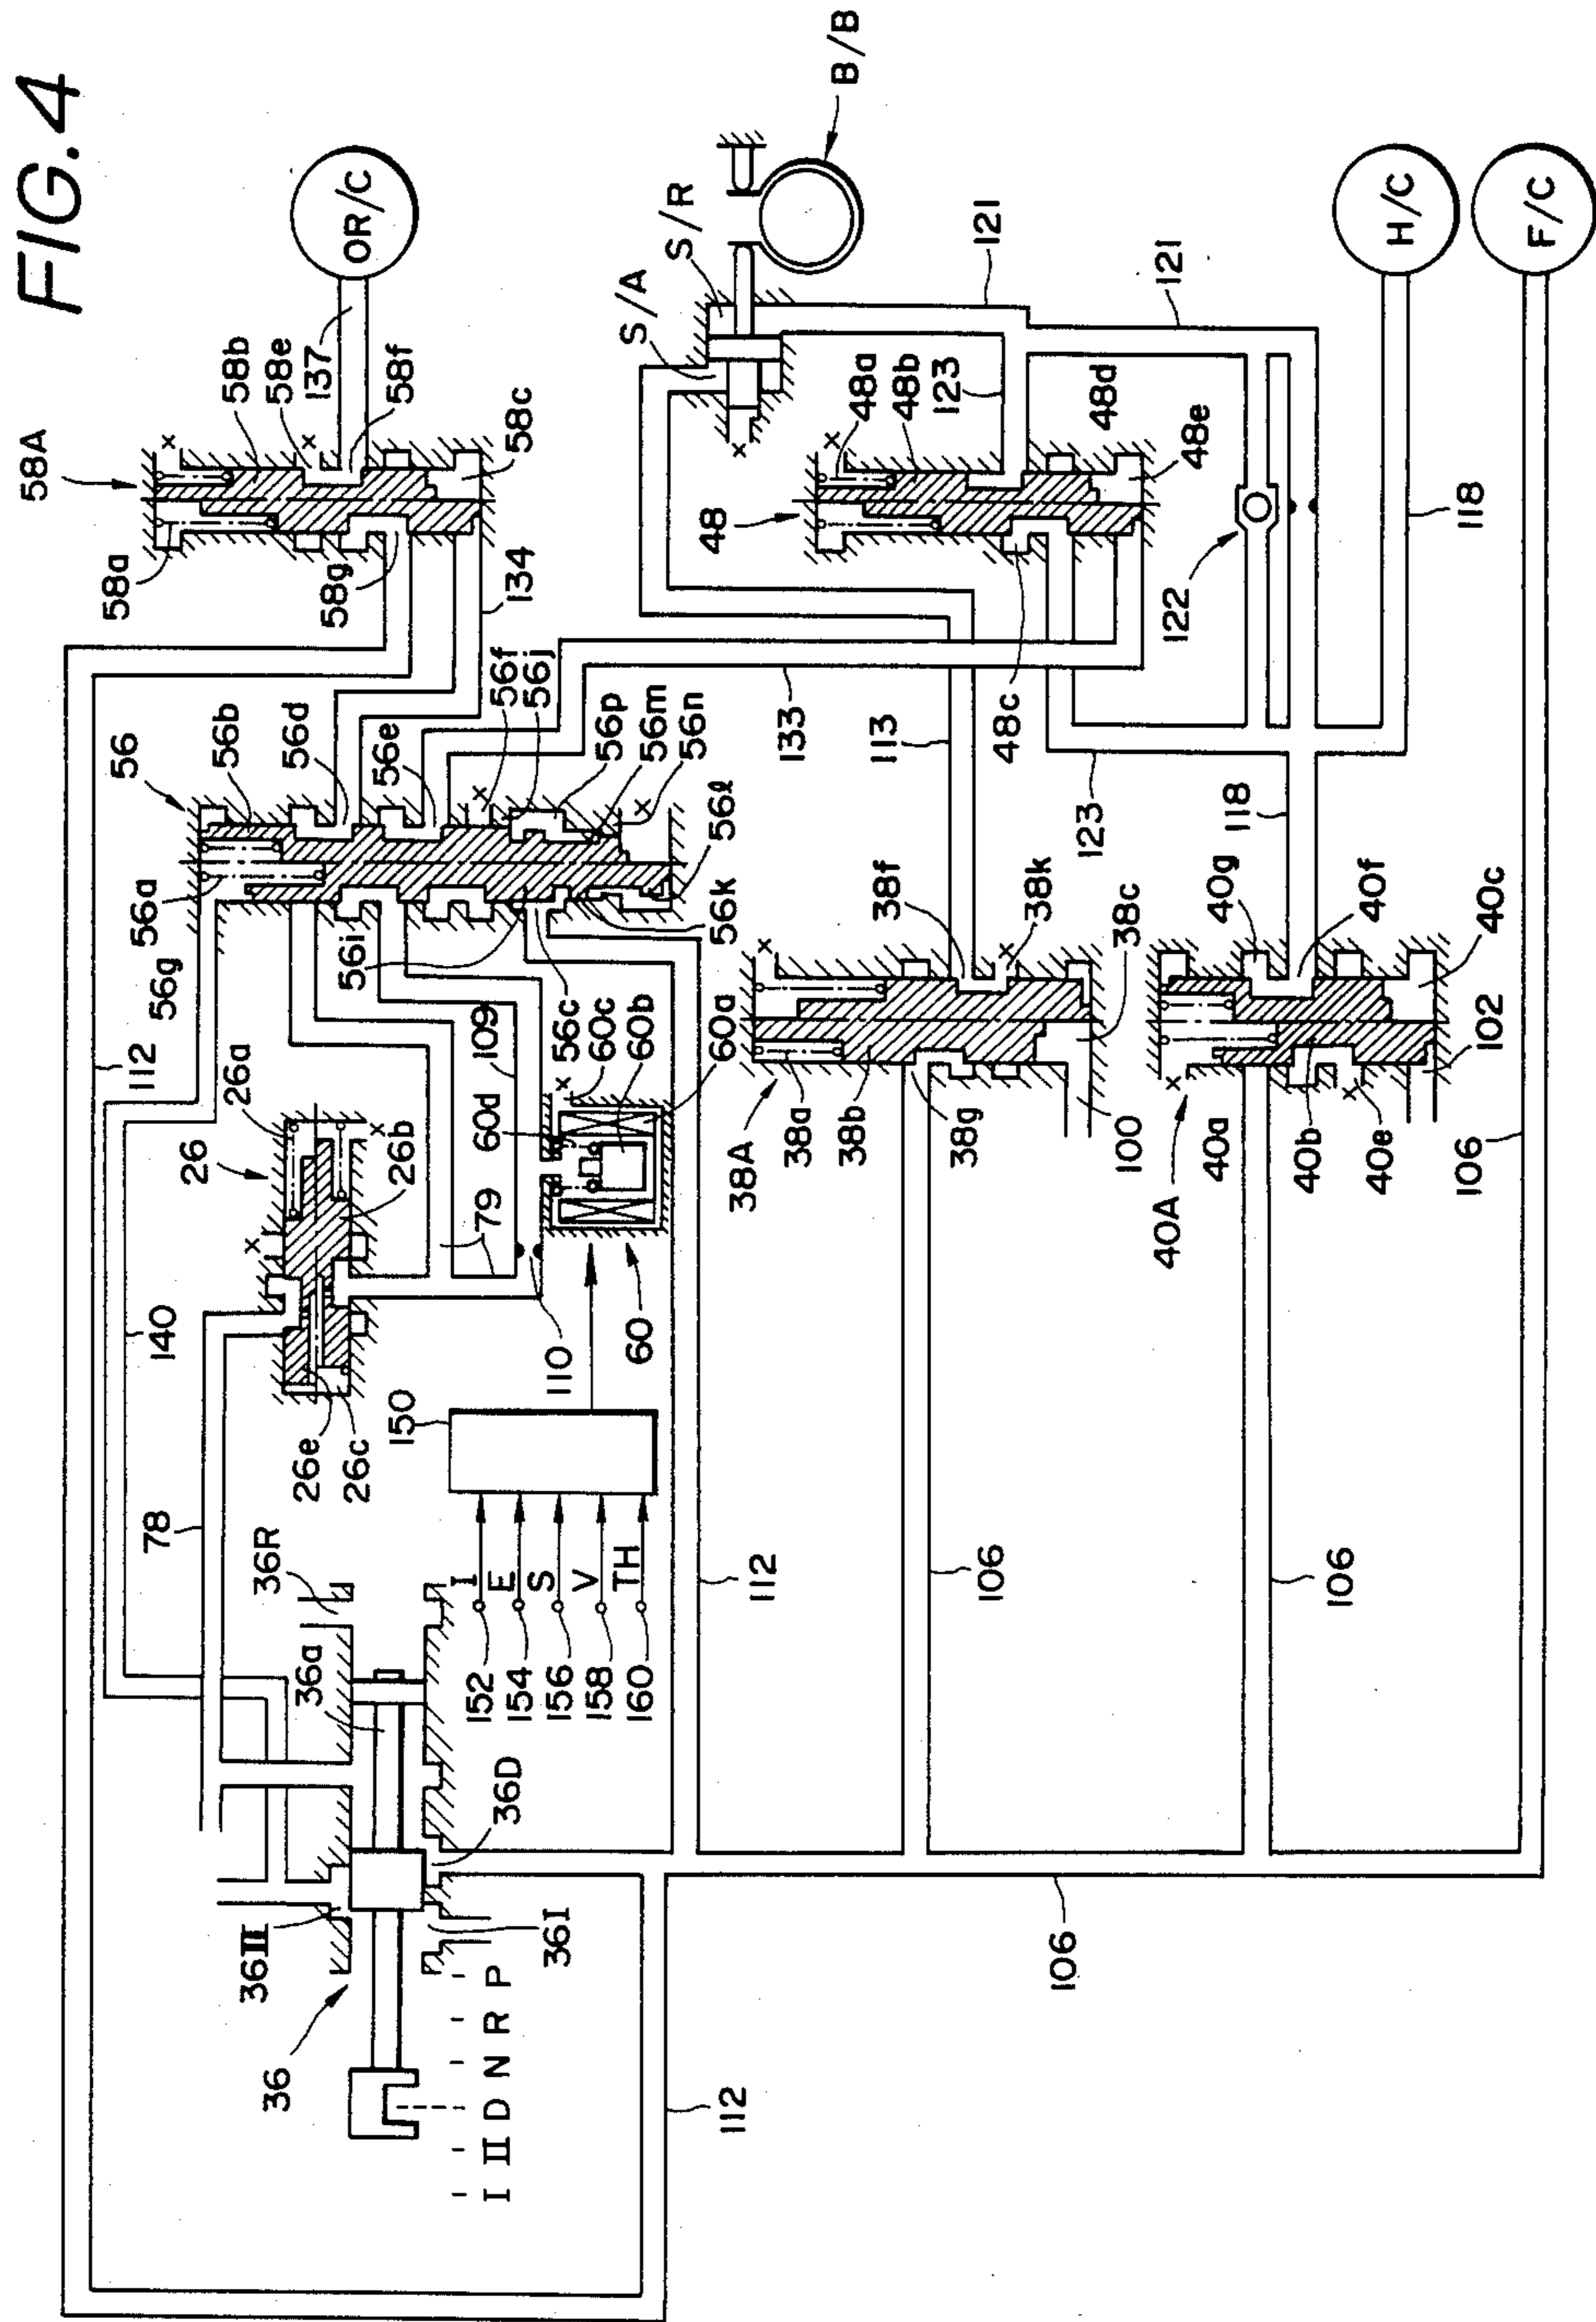 FIG. 4
58A
58b
58e
137
58f
58c
OR/C
58a
58g
134
S/R
S/A
B/B
121
48a
48b
123
48d
48e
48
48c
122
121
118
H/C
F/C
112
56
56b
56d
56e
56f
56j
56p
56m
56n
56ℓ
56k
56a
56g
56i
56c
133
113
123
118
140
26
26a
26b
26e
26c
109
79
60d
60c
60b
60a
110
60
150
78
38A
38a
38b
38g
38f
38k
38c
100
40A
40a
40b
40e
40g
40f
40c
102
106
36R
36a
36II
36
36D
36I
152 I
154 E
156 S
158 V
160 TH
112
106
106
I II D N R P
112
106
x
x
x
x
x
x
x
x
x
x
x
x
x
x